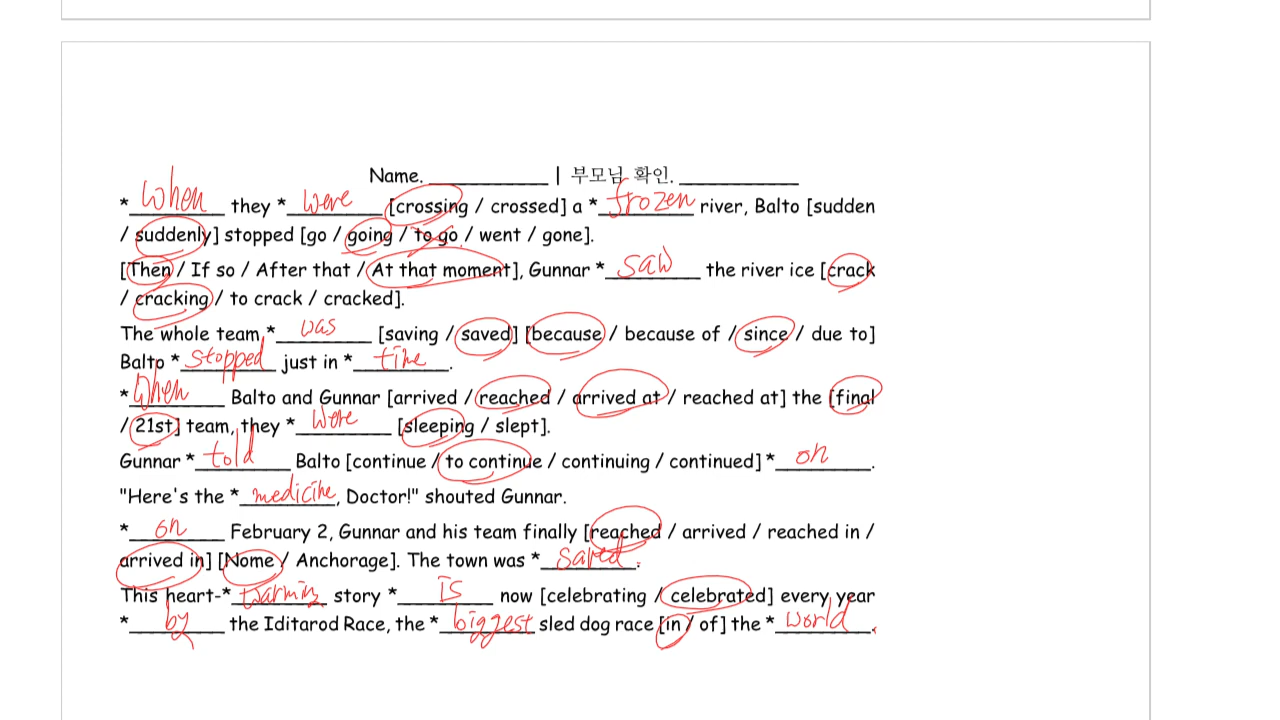 Name. ____________ | 부모님 확인. ____________
* when they * were [crossing / crossed] a * frozen river, Balto [sudden
/ suddenly] stopped [go / going / to go / went / gone].
[Then / If so / After that / At that moment], Gunnar * saw the river ice [crack
/ cracking / to crack / cracked].
The whole team * was [saving / saved] [because / because of / since / due to]
Balto * stopped just in * time.
* When Balto and Gunnar [arrived / reached / arrived at / reached at] the [final
/ 21st] team, they * were [sleeping / slept].
Gunnar * told Balto [continue / to continue / continuing / continued] * on.
"Here's the * medicine, Doctor!" shouted Gunnar.
* on February 2, Gunnar and his team finally [reached / arrived / reached in /
arrived in] [Nome / Anchorage]. The town was * saved.
This heart-* warming story * is now [celebrating / celebrated] every year
* by the Iditarod Race, the * biggest sled dog race [in / of] the * world.